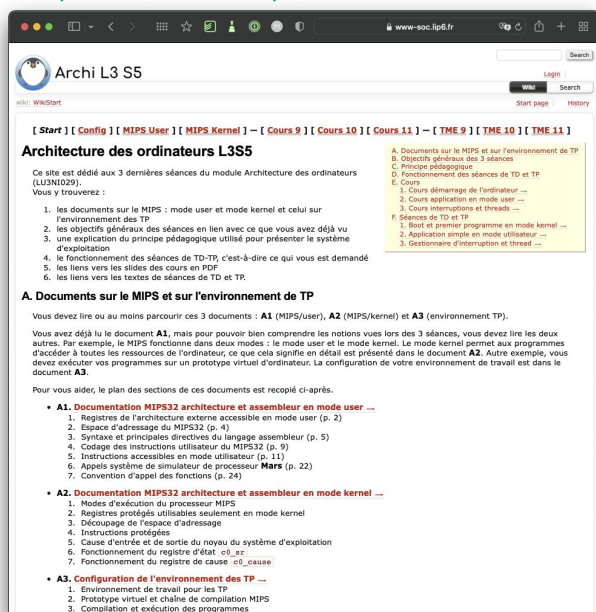 www-soc.lip6.fr
Search
Archi L3 S5
Login
Wiki Search
wiki: WikiStart
Start page History
[ Start ] [ Config ] [ MIPS User ] [ MIPS Kernel ] — [ Cours 9 ] [ Cours 10 ] [ Cours 11 ] — [ TME 9 ] [ TME 10 ] [ TME 11 ]
Architecture des ordinateurs L3S5
Ce site est dédié aux 3 dernières séances du module Architecture des ordinateurs
(LU3NI029).
Vous y trouverez :
1. les documents sur le MIPS : mode user et mode kernel et celui sur
l'environnement des TP
2. les objectifs généraux des séances en lien avec ce que vous avez déjà vu
3. une explication du principe pédagogique utilisé pour présenter le système
d'exploitation
4. le fonctionnement des séances de TD-TP, c'est-à-dire ce qui vous est demandé
5. les liens vers les slides des cours en PDF
6. les liens vers les textes de séances de TD et TP.
A. Documents sur le MIPS et sur l'environnement de TP
B. Objectifs généraux des 3 séances
C. Principe pédagogique
D. Fonctionnement des séances de TD et TP
E. Cours
1. Cours démarrage de l'ordinateur →
2. Cours application en mode user →
3. Cours interruptions et threads →
F. Séances de TD et TP
1. Boot et premier programme en mode kernel →
2. Application simple en mode utilisateur →
3. Gestionnaire d'interruption et thread →
A. Documents sur le MIPS et sur l'environnement de TP
Vous devez lire ou au moins parcourir ces 3 documents : A1 (MIPS/user), A2 (MIPS/kernel) et A3 (environnement TP).
Vous avez déjà lu le document A1, mais pour pouvoir bien comprendre les notions vues lors des 3 séances, vous devez lire les deux
autres. Par exemple, le MIPS fonctionne dans deux modes : le mode user et le mode kernel. Le mode kernel permet aux programmes
d'accéder à toutes les ressources de l'ordinateur, ce que cela signifie en détail est présenté dans le document A2. Autre exemple, vous
devez exécuter vos programmes sur un prototype virtuel d'ordinateur. La configuration de votre environnement de travail est dans le
document A3.
Pour vous aider, le plan des sections de ces documents est recopié ci-après.
• A1. Documentation MIPS32 architecture et assembleur en mode user →
1. Registres de l'architecture externe accessible en mode user (p. 2)
2. Espace d'adressage du MIPS32 (p. 4)
3. Syntaxe et principales directives du langage assembleur (p. 5)
4. Codage des instructions utilisateur du MIPS32 (p. 9)
5. Instructions accessibles en mode utilisateur (p. 11)
6. Appels système de simulateur de processeur Mars (p. 22)
7. Convention d'appel des fonctions (p. 24)
• A2. Documentation MIPS32 architecture et assembleur en mode kernel →
1. Modes d'exécution du processeur MIPS
2. Registres protégés utilisables seulement en mode kernel
3. Découpage de l'espace d'adressage
4. Instructions protégées
5. Cause d'entrée et de sortie du noyau du système d'exploitation
6. Fonctionnement du registre d'état c0_sr
7. Fonctionnement du registre de cause c0_cause
• A3. Configuration de l'environnement des TP →
1. Environnement de travail pour les TP
2. Prototype virtuel et chaîne de compilation MIPS
3. Compilation et exécution des programmes